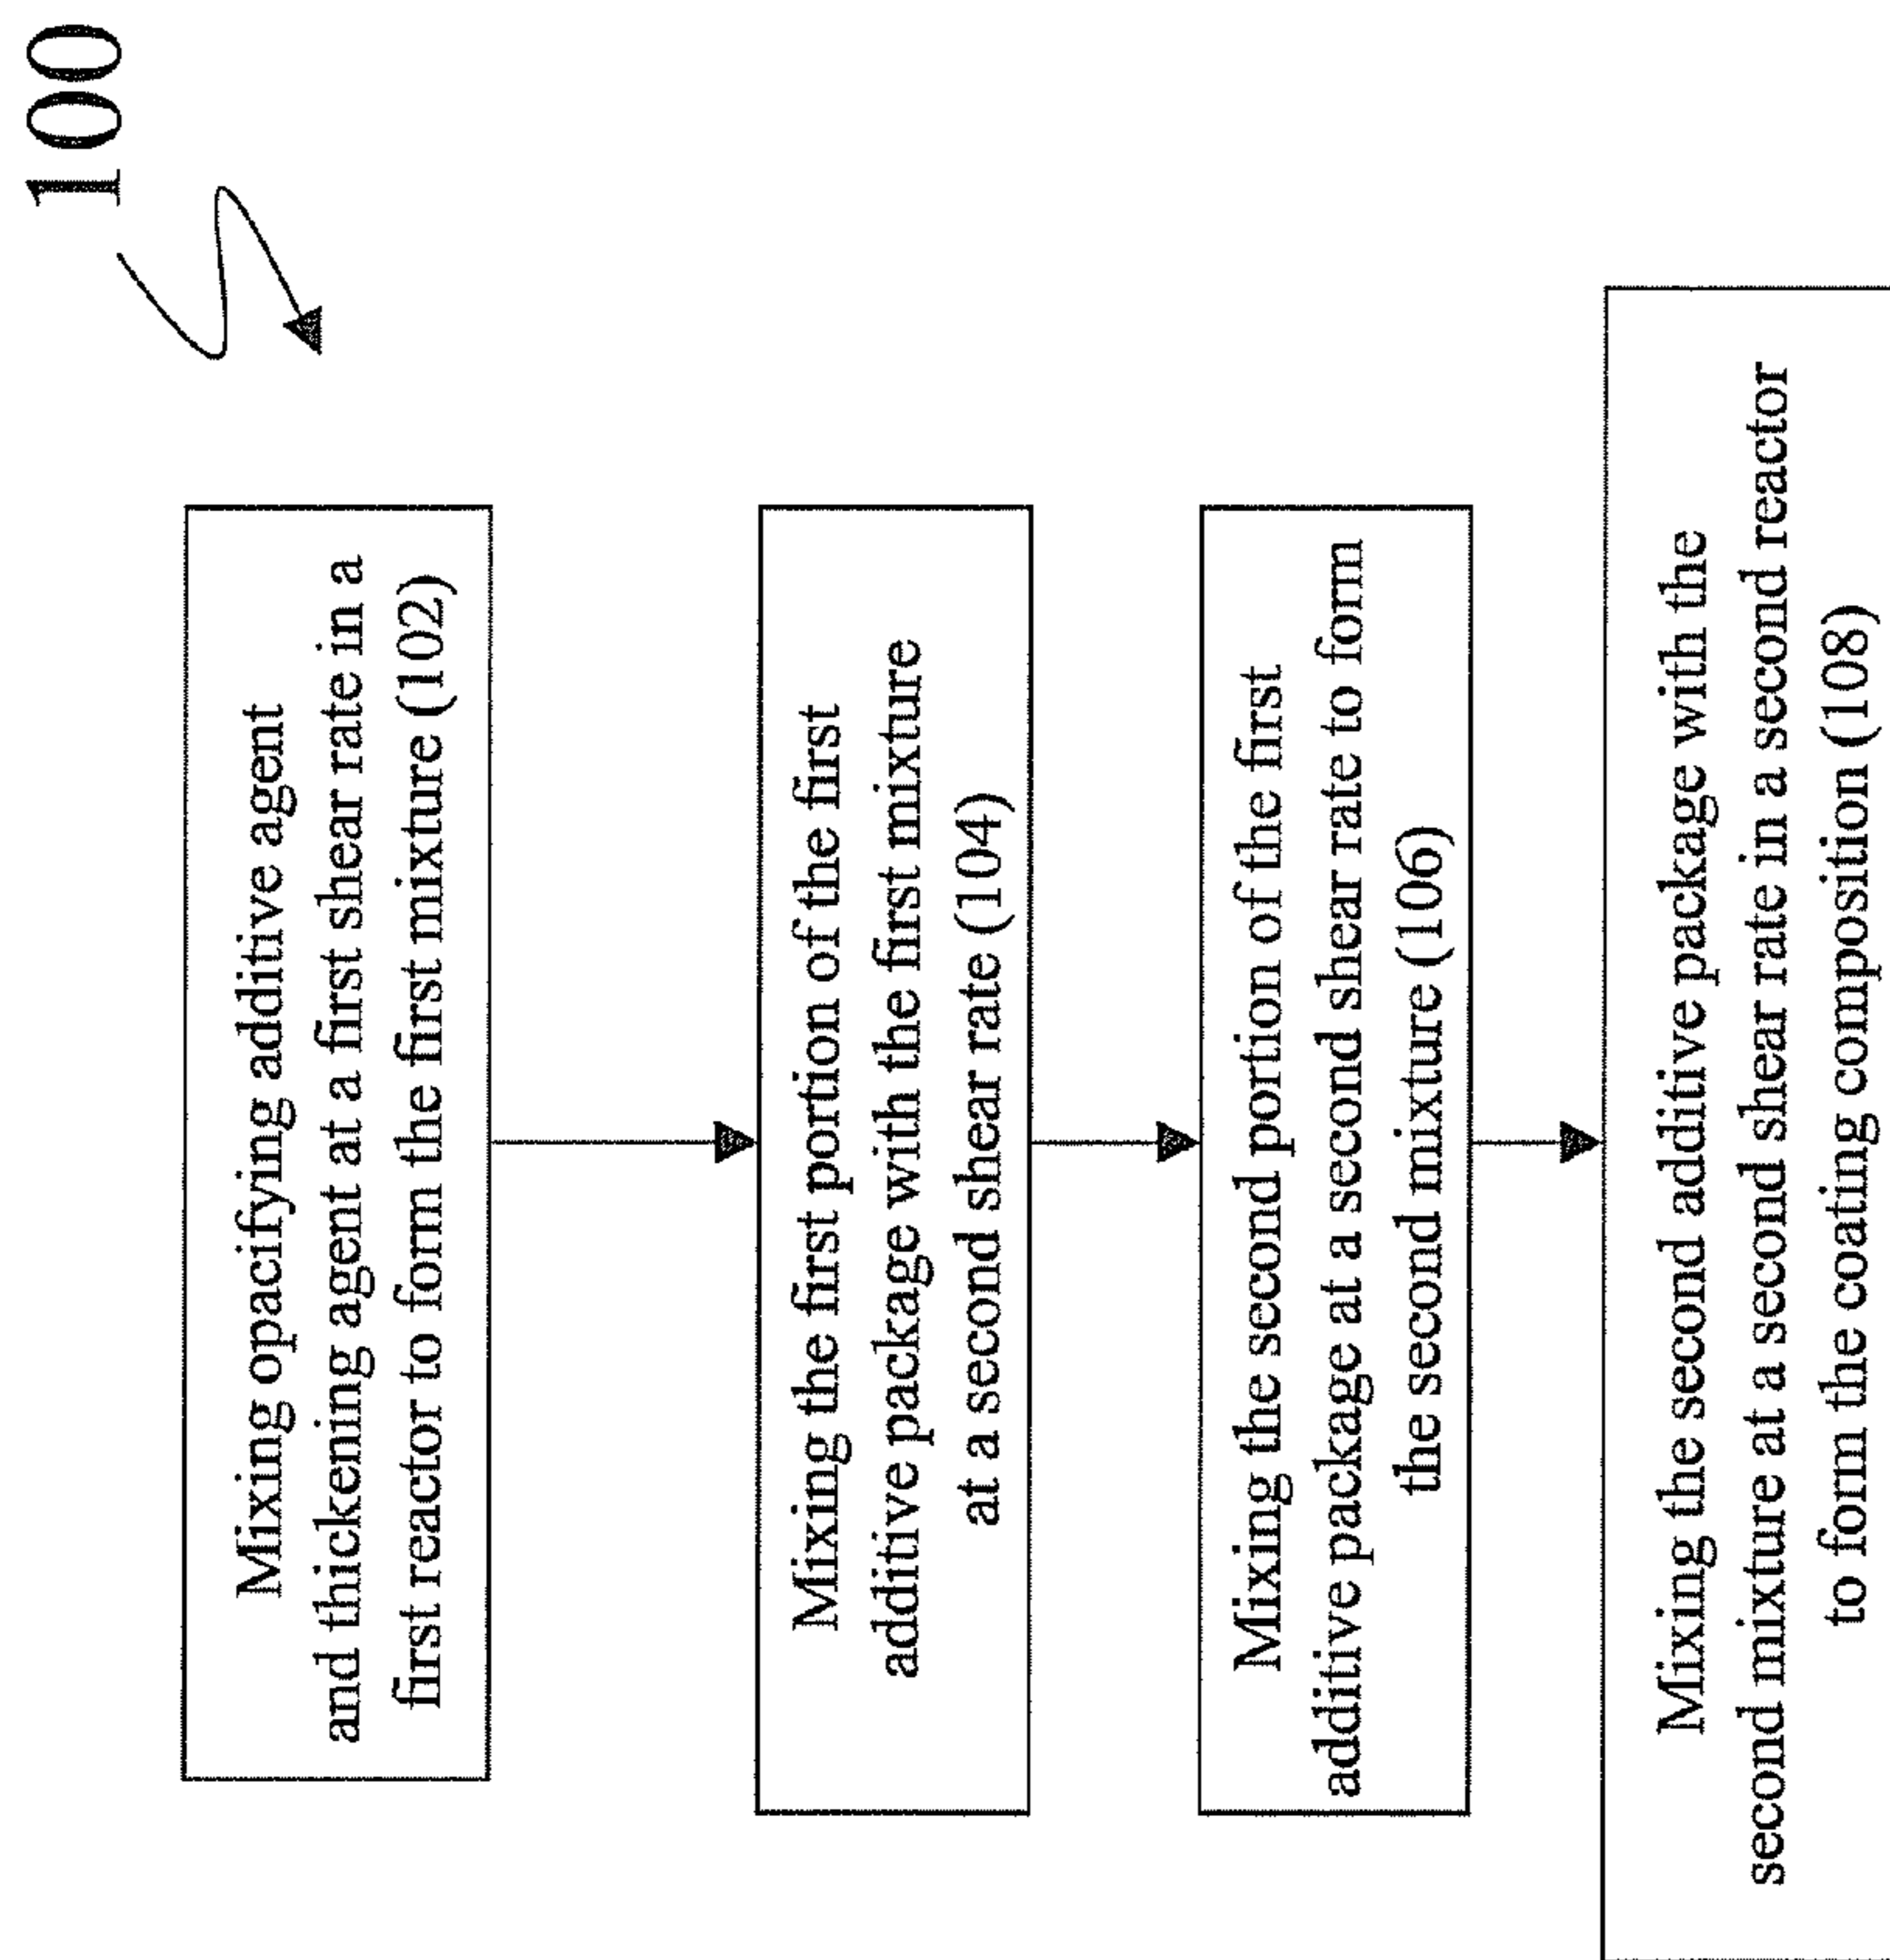 100
Mixing opacifying additive agent
and thickening agent at a first shear rate in a
first reactor to form the first mixture (102)
Mixing the first portion of the first
additive package with the first mixture
at a second shear rate (104)
Mixing the second portion of the first
additive package at a second shear rate to form
the second mixture (106)
Mixing the second additive package with the
second mixture at a second shear rate in a second reactor
to form the coating composition (108)